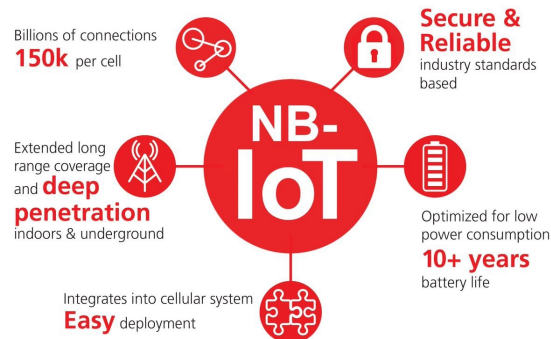 Billions of connections
150k per cell
Secure &
Reliable
industry standards
based
NB-
IoT
Extended long
range coverage
and deep
penetration
indoors & underground
Optimized for low
power consumption
10+ years
battery life
Integrates into cellular system
Easy deployment